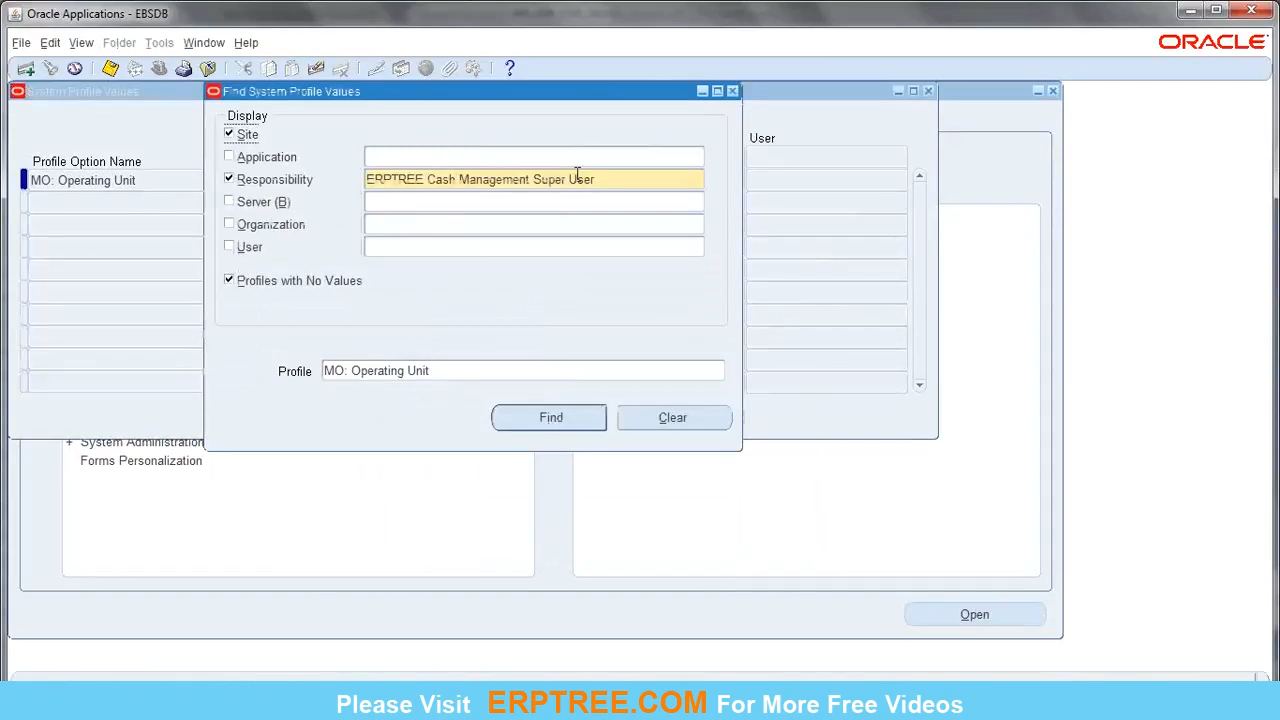 Oracle Applications - EBSDB
File Edit View Folder Tools Window Help
ORACLE
System Profile Values
Find System Profile Values
Display
Site
Application
Responsibility ERPTREE Cash Management Super User
Server (B)
Organization
User
Profiles with No Values
Profile MO: Operating Unit
Find Clear
Profile Option Name
MO: Operating Unit
User
+ System Administration
Forms Personalization
Open
Please Visit ERPTREE.COM For More Free Videos